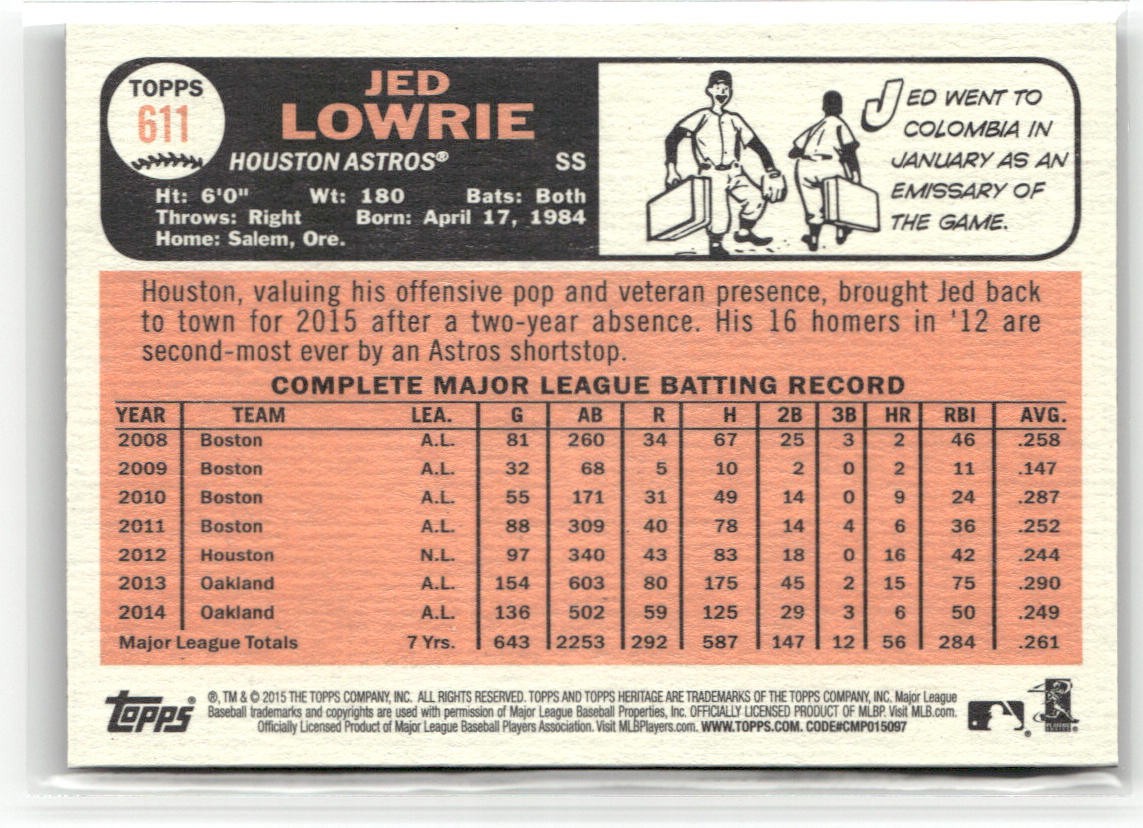 TOPPS
611
JED
LOWRIE
HOUSTON ASTROS® SS
Ht: 6'0" Wt: 180 Bats: Both
Throws: Right Born: April 17, 1984
Home: Salem, Ore.
JED WENT TO
COLOMBIA IN
JANUARY AS AN
EMISSARY OF
THE GAME.
Houston, valuing his offensive pop and veteran presence, brought Jed back
to town for 2015 after a two-year absence. His 16 homers in '12 are
second-most ever by an Astros shortstop.
COMPLETE MAJOR LEAGUE BATTING RECORD
YEAR TEAM LEA. G AB R H 2B 3B HR RBI AVG.
2008 Boston A.L. 81 260 34 67 25 3 2 46 .258
2009 Boston A.L. 32 68 5 10 2 0 2 11 .147
2010 Boston A.L. 55 171 31 49 14 0 9 24 .287
2011 Boston A.L. 88 309 40 78 14 4 6 36 .252
2012 Houston N.L. 97 340 43 83 18 0 16 42 .244
2013 Oakland A.L. 154 603 80 175 45 2 15 75 .290
2014 Oakland A.L. 136 502 59 125 29 3 6 50 .249
Major League Totals 7 Yrs. 643 2253 292 587 147 12 56 284 .261
Topps®
®, TM & © 2015 THE TOPPS COMPANY, INC. ALL RIGHTS RESERVED. TOPPS AND TOPPS HERITAGE ARE TRADEMARKS OF THE TOPPS COMPANY, INC. Major League
Baseball trademarks and copyrights are used with permission of Major League Baseball Properties, Inc. OFFICIALLY LICENSED PRODUCT OF MLBP. Visit MLB.com.
Officially Licensed Product of Major League Baseball Players Association. Visit MLBPlayers.com. WWW.TOPPS.COM. CODE#CMP015097